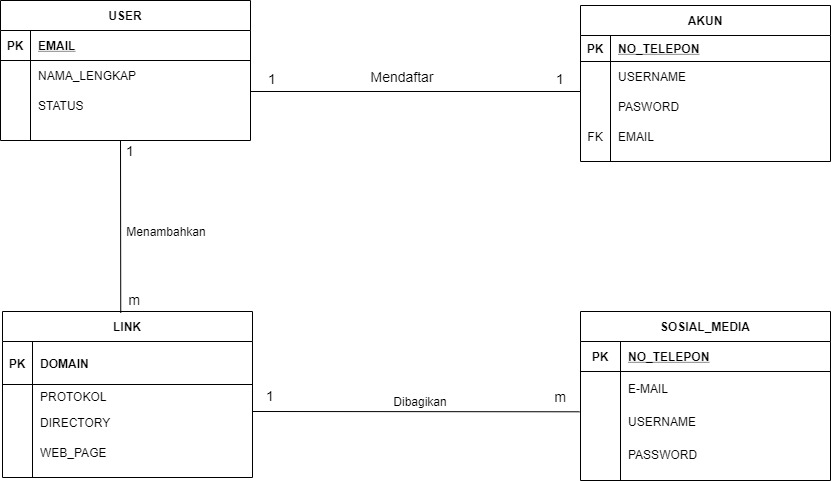 USER
PK EMAIL
NAMA_LENGKAP
STATUS
1 Mendaftar 1
AKUN
PK NO_TELEPON
USERNAME
PASWORD
FK EMAIL
1
Menambahkan
m
LINK
PK DOMAIN
PROTOKOL
DIRECTORY
WEB_PAGE
1 Dibagikan m
SOSIAL_MEDIA
PK NO_TELEPON
E-MAIL
USERNAME
PASSWORD